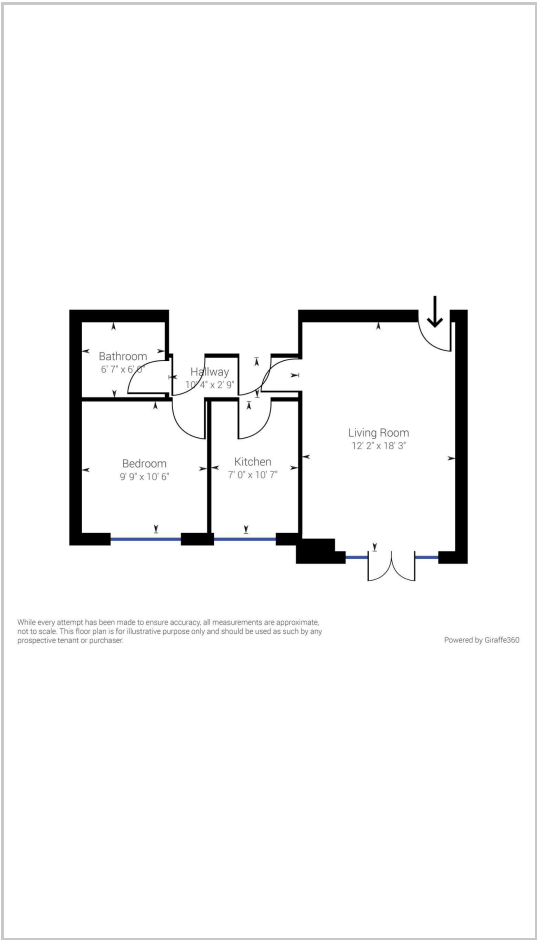 Bathroom
6' 7" x 6' 0"
Hallway
10' 4" x 2' 9"
Living Room
12' 2" x 18' 3"
Bedroom
9' 9" x 10' 6"
Kitchen
7' 0" x 10' 7"
While every attempt has been made to ensure accuracy, all measurements are approximate,
not to scale. This floor plan is for illustrative purpose only and should be used as such by any
prospective tenant or purchaser.
Powered by Giraffe360